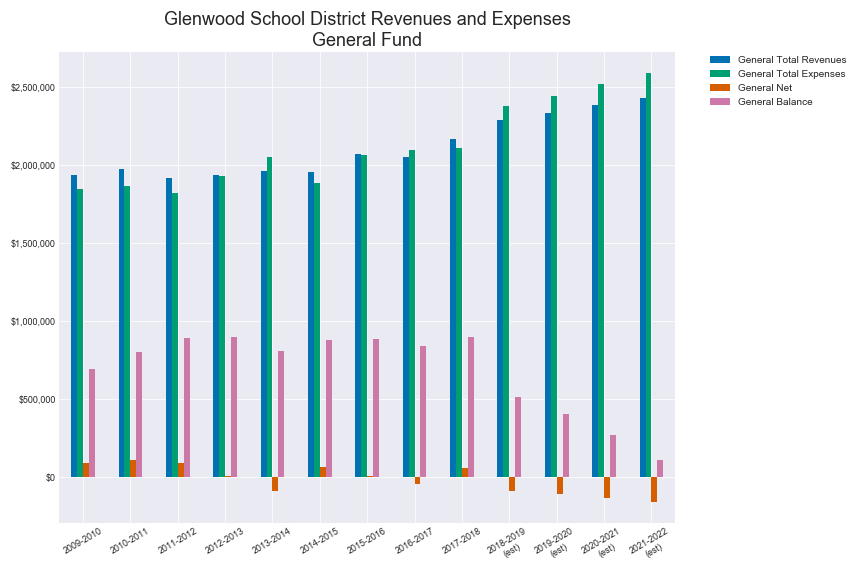 Glenwood School District Revenues and Expenses
General Fund
General Total Revenues
General Total Expenses
General Net
General Balance
$2,500,000
$2,000,000
$1,500,000
$1,000,000
$500,000
$0
2009-2010
2010-2011
2011-2012
2012-2013
2013-2014
2014-2015
2015-2016
2016-2017
2017-2018
2018-2019
(est)
2019-2020
(est)
2020-2021
(est)
2021-2022
(est)